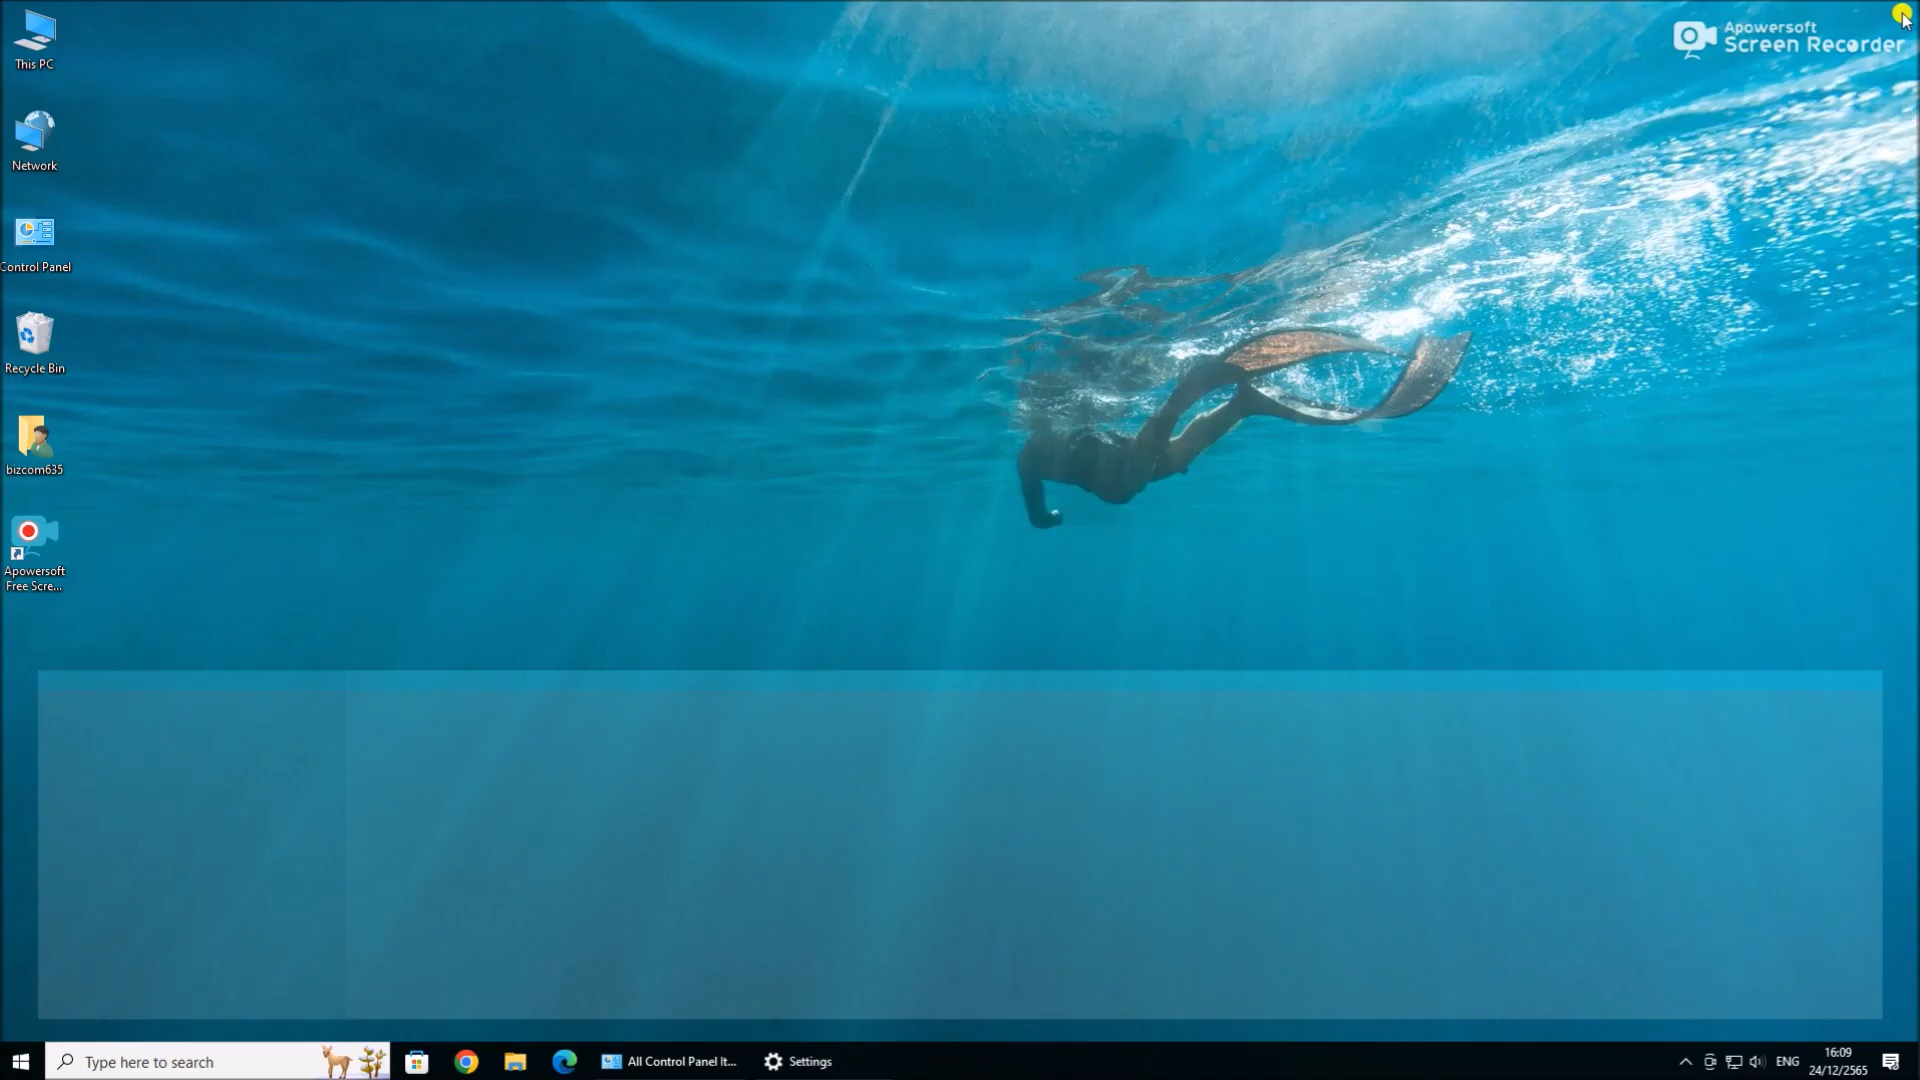 This PC
Apowersoft
Screen Recorder
Network
Control Panel
Recycle Bin
bizcom635
Apowersoft
Free Scre...
Type here to search
All Control Panel It...
Settings
ENG
16:09
24/12/2565